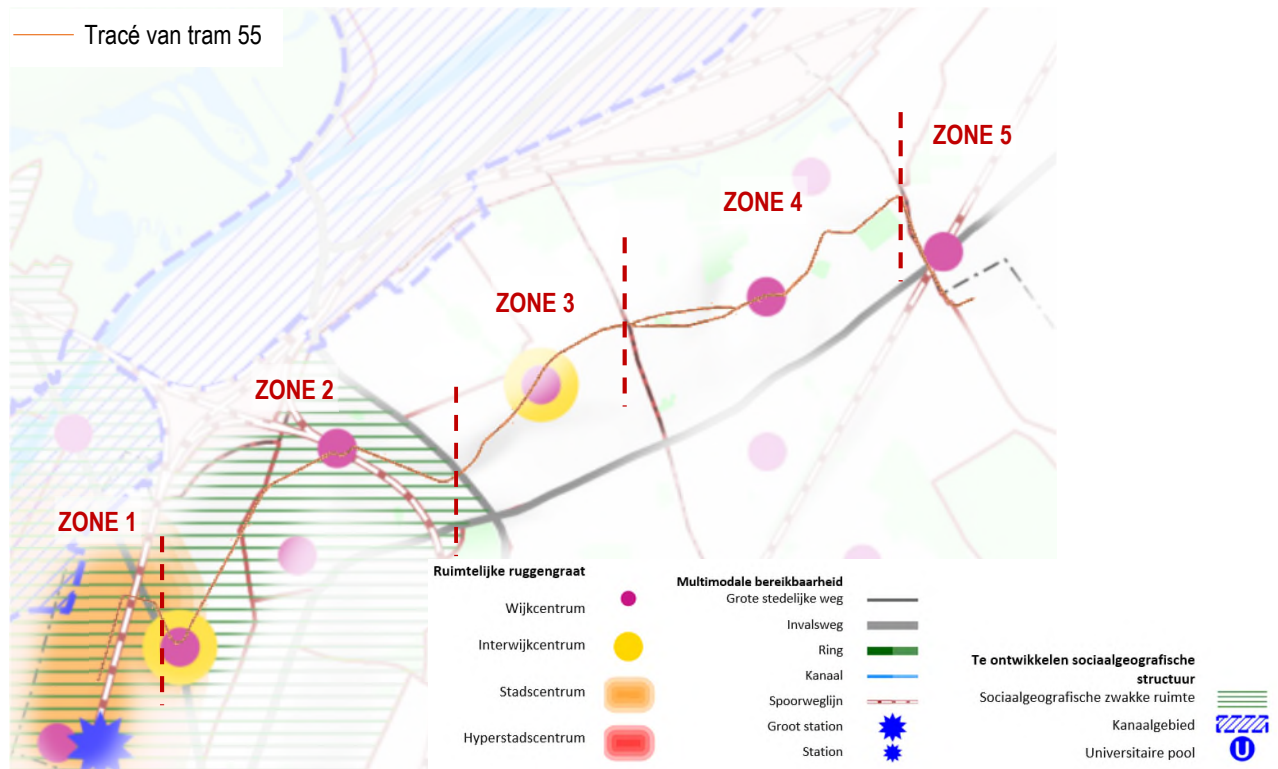 Tracé van tram 55
ZONE 5
ZONE 4
ZONE 3
ZONE 2
ZONE 1
Ruimtelijke ruggengraat
Wijkcentrum
Interwijkcentrum
Stadscentrum
Hyperstadscentrum
Multimodale bereikbaarheid
Grote stedelijke weg
Invalsweg
Ring
Kanaal
Spoorweglijn
Groot station
Station
Te ontwikkelen sociaalgeografische
structuur
Sociaalgeografische zwakke ruimte
Kanaalgebied
Universitaire pool
U